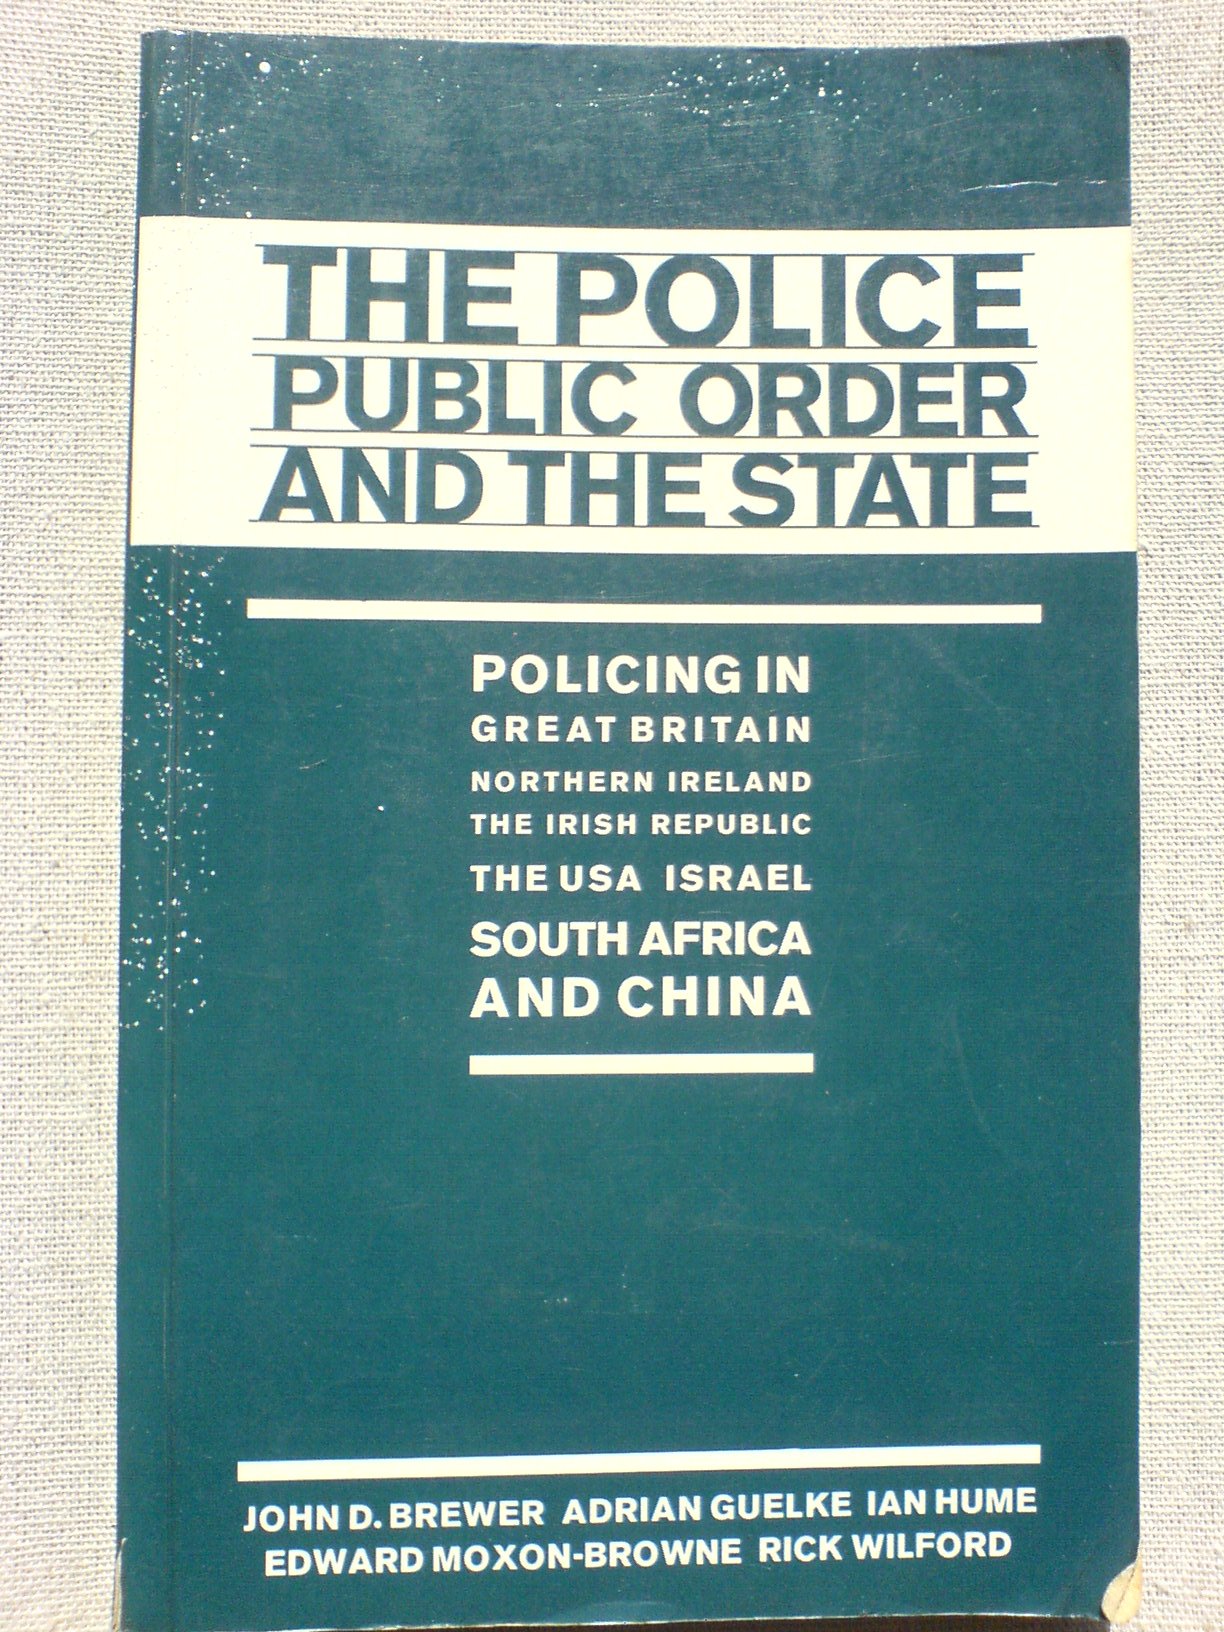 THE POLICE
PUBLIC ORDER
AND THE STATE
POLICING IN
GREAT BRITAIN
NORTHERN IRELAND
THE IRISH REPUBLIC
THE USA ISRAEL
SOUTH AFRICA
AND CHINA
JOHN D. BREWER ADRIAN GUELKE IAN HUME
EDWARD MOXON-BROWNE RICK WILFORD